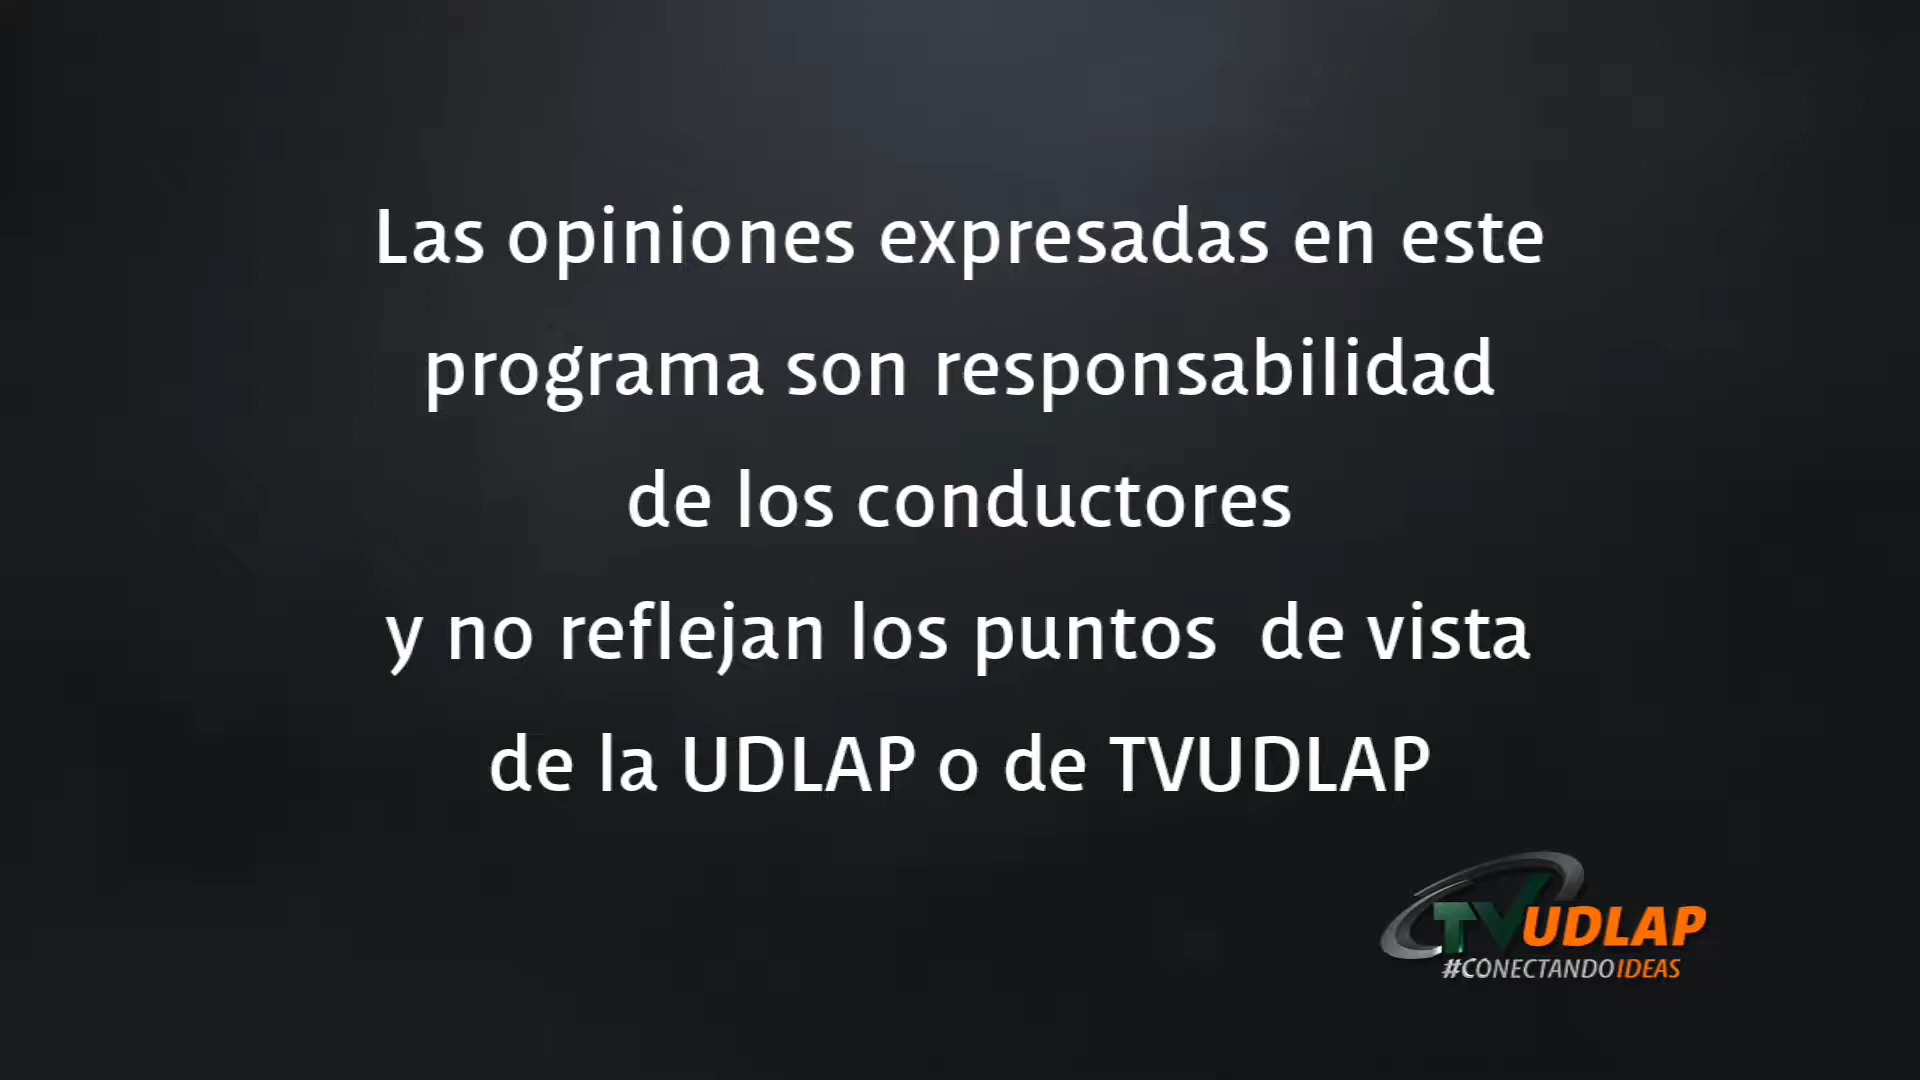 Las opiniones expresadas en este
programa son responsabilidad
de los conductores
y no reflejan los puntos  de vista
de la UDLAP o de TVUDLAP
TVUDLAP
#CONECTANDOIDEAS